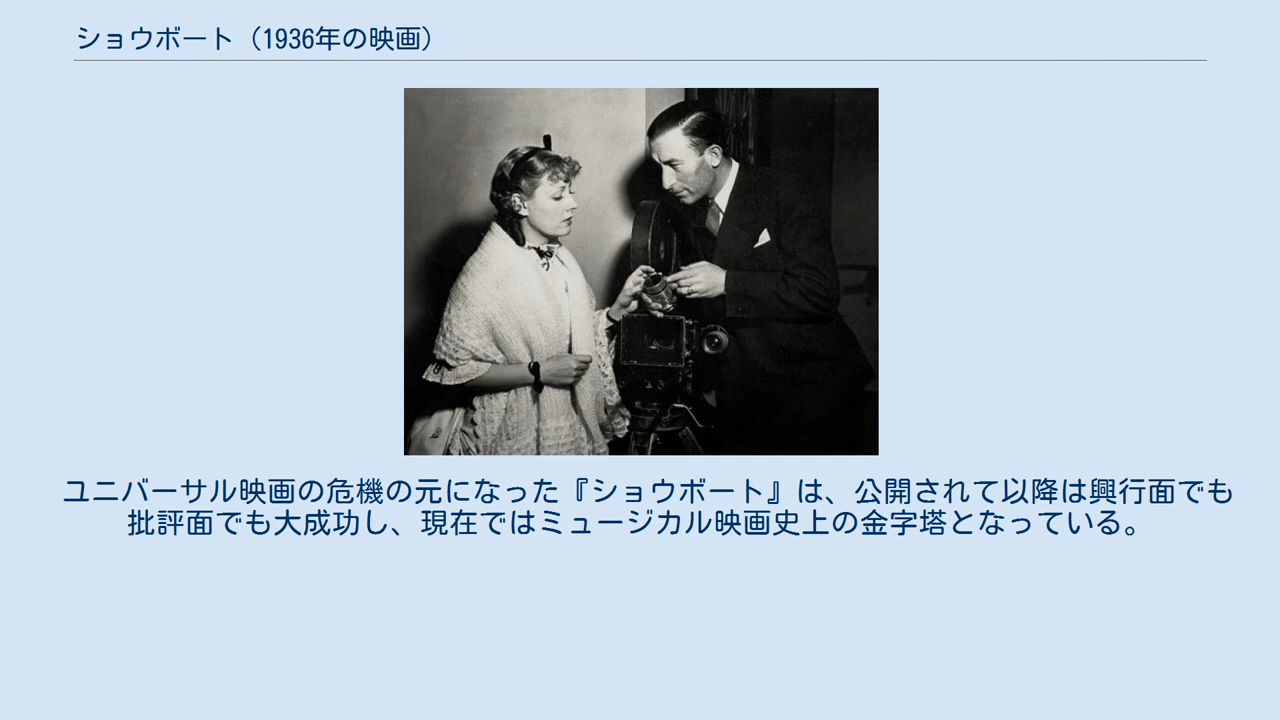 ショウボート（1936年の映画）
ユニバーサル映画の危機の元になった『ショウボート』は、公開されて以降は興行面でも
批評面でも大成功し、現在ではミュージカル映画史上の金字塔となっている。